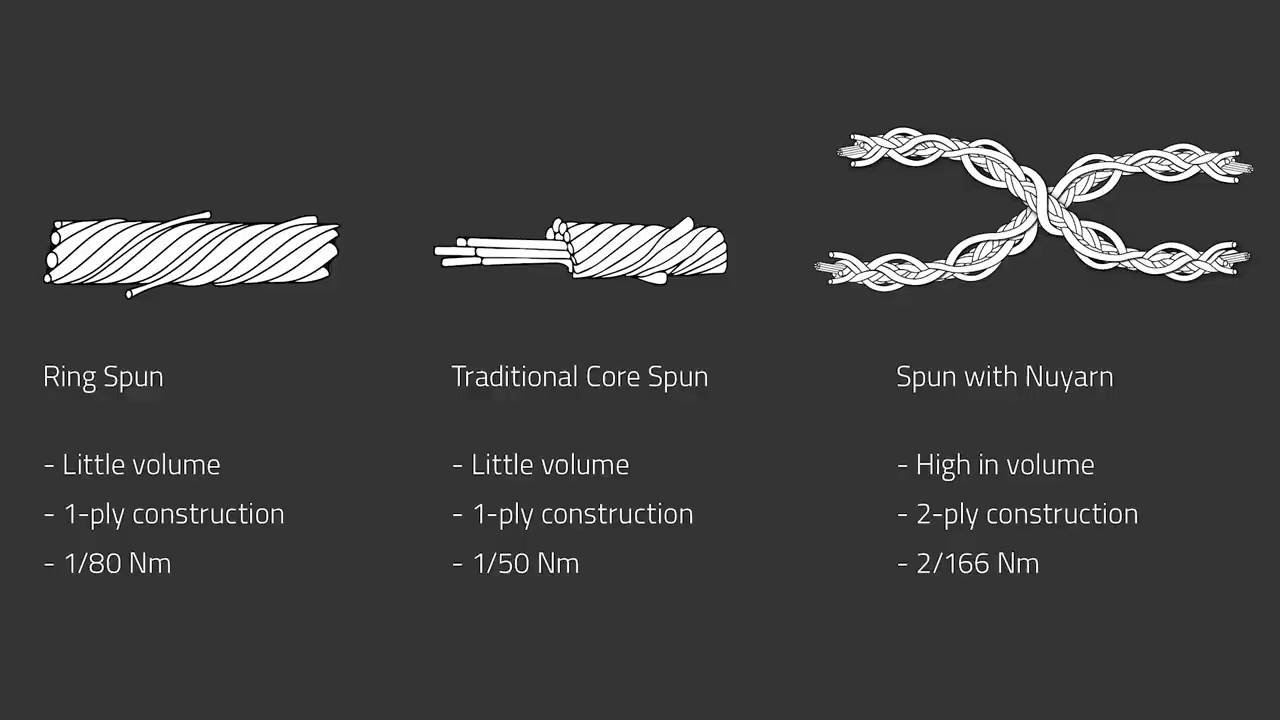 Ring Spun
- Little volume
- 1-ply construction
- 1/80 Nm
Traditional Core Spun
- Little volume
- 1-ply construction
- 1/50 Nm
Spun with Nuyarn
- High in volume
- 2-ply construction
- 2/166 Nm